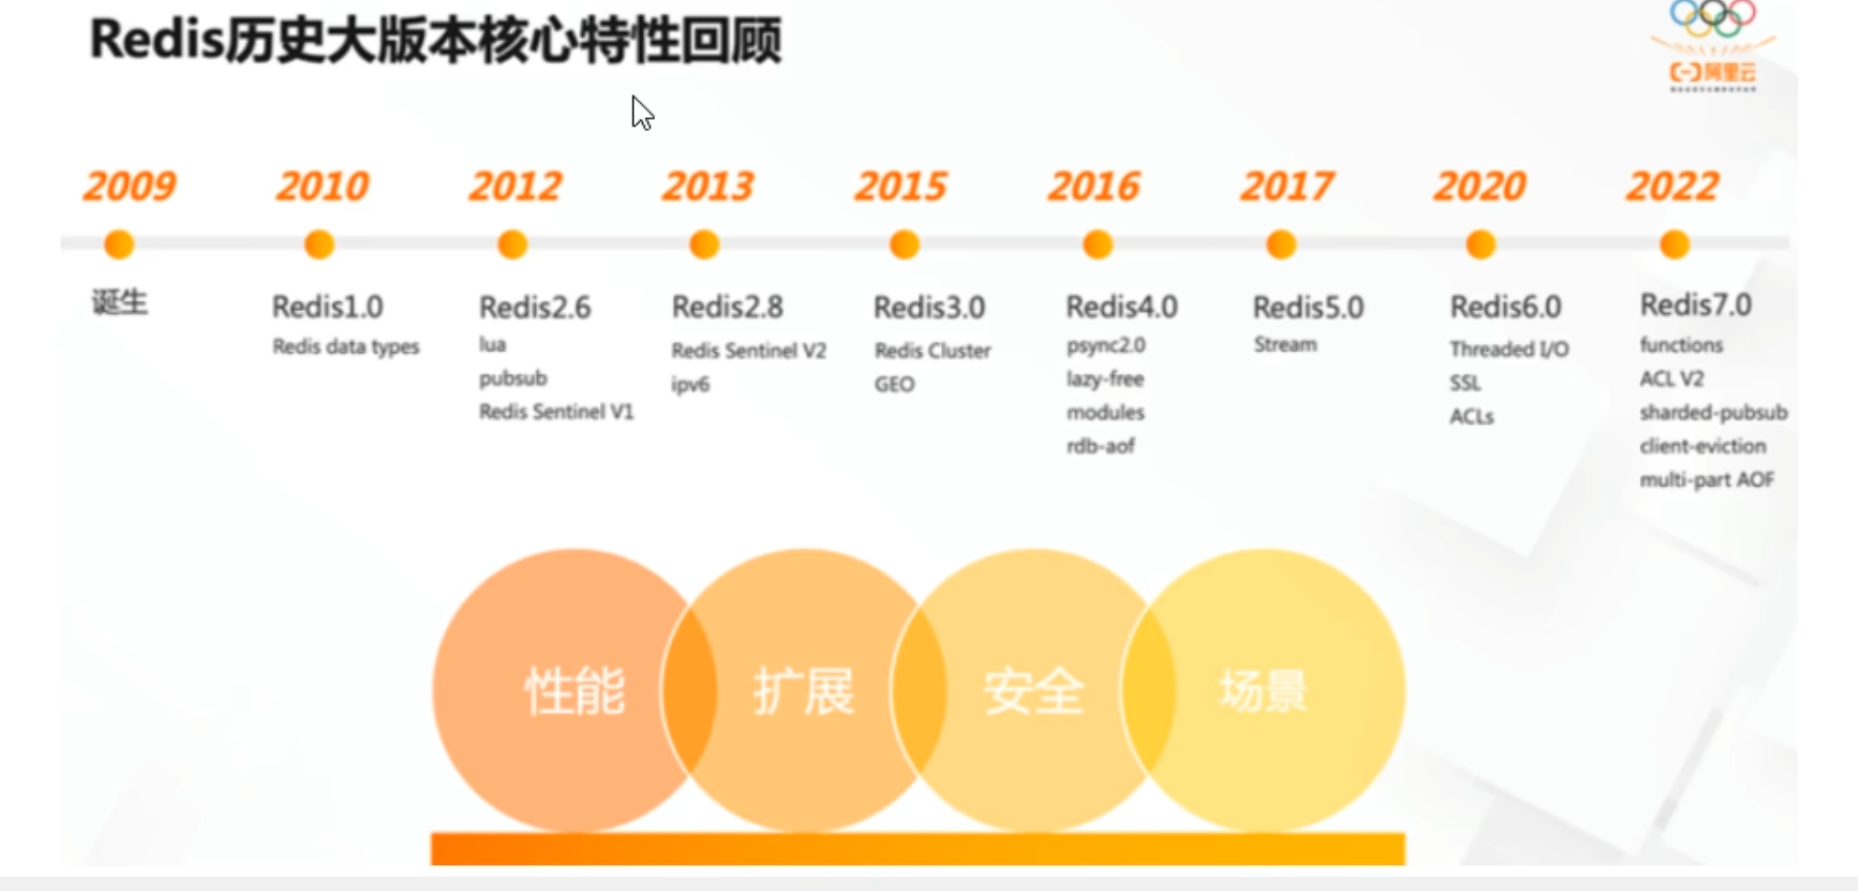 Redis历史大版本核心特性回顾
阿里云
2009
2010
2012
2013
2015
2016
2017
2020
2022
诞生
Redis1.0
Redis data types
Redis2.6
lua
pubsub
Redis Sentinel V1
Redis2.8
Redis Sentinel V2
ipv6
Redis3.0
Redis Cluster
GEO
Redis4.0
psync2.0
lazy-free
modules
rdb-aof
Redis5.0
Stream
Redis6.0
Threaded I/O
SSL
ACLs
Redis7.0
functions
ACL V2
sharded-pubsub
client-eviction
multi-part AOF
性能
扩展
安全
场景